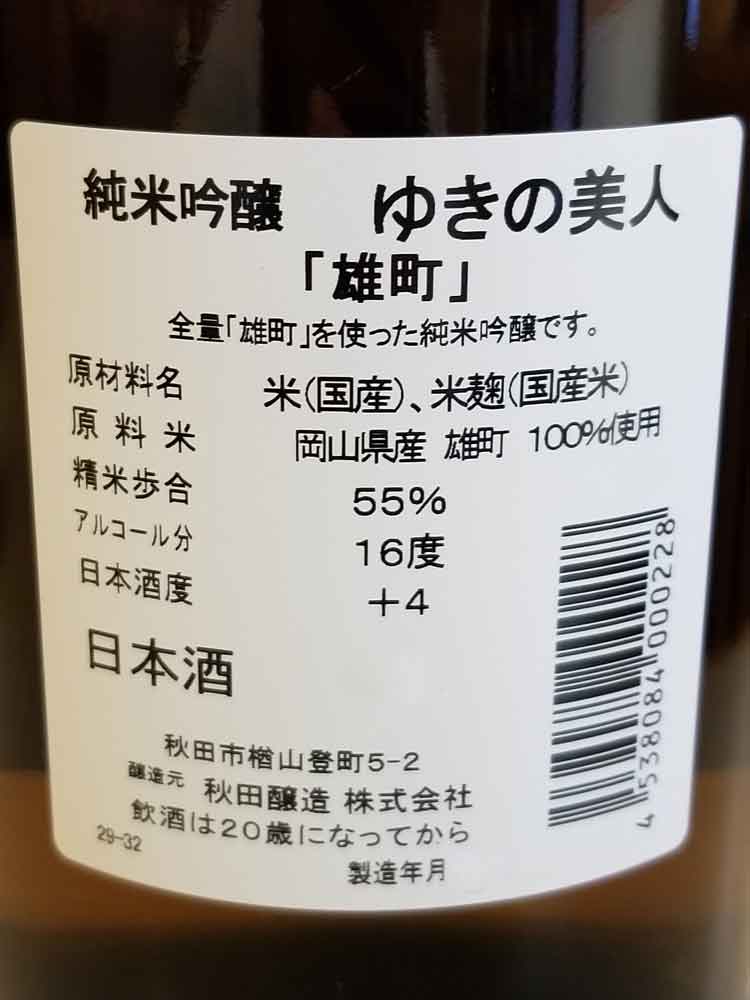 純米吟醸 ゆきの美人
「雄町」
全量「雄町」を使った純米吟醸です。
原材料名 米(国産)、米麹(国産米)
原料米 岡山県産 雄町 100%使用
精米歩合 55%
アルコール分 16度
日本酒度 +4
日本酒
秋田市楢山登町5-2
醸造元 秋田醸造 株式会社
飲酒は20歳になってから
29-32
製造年月
4538084000228